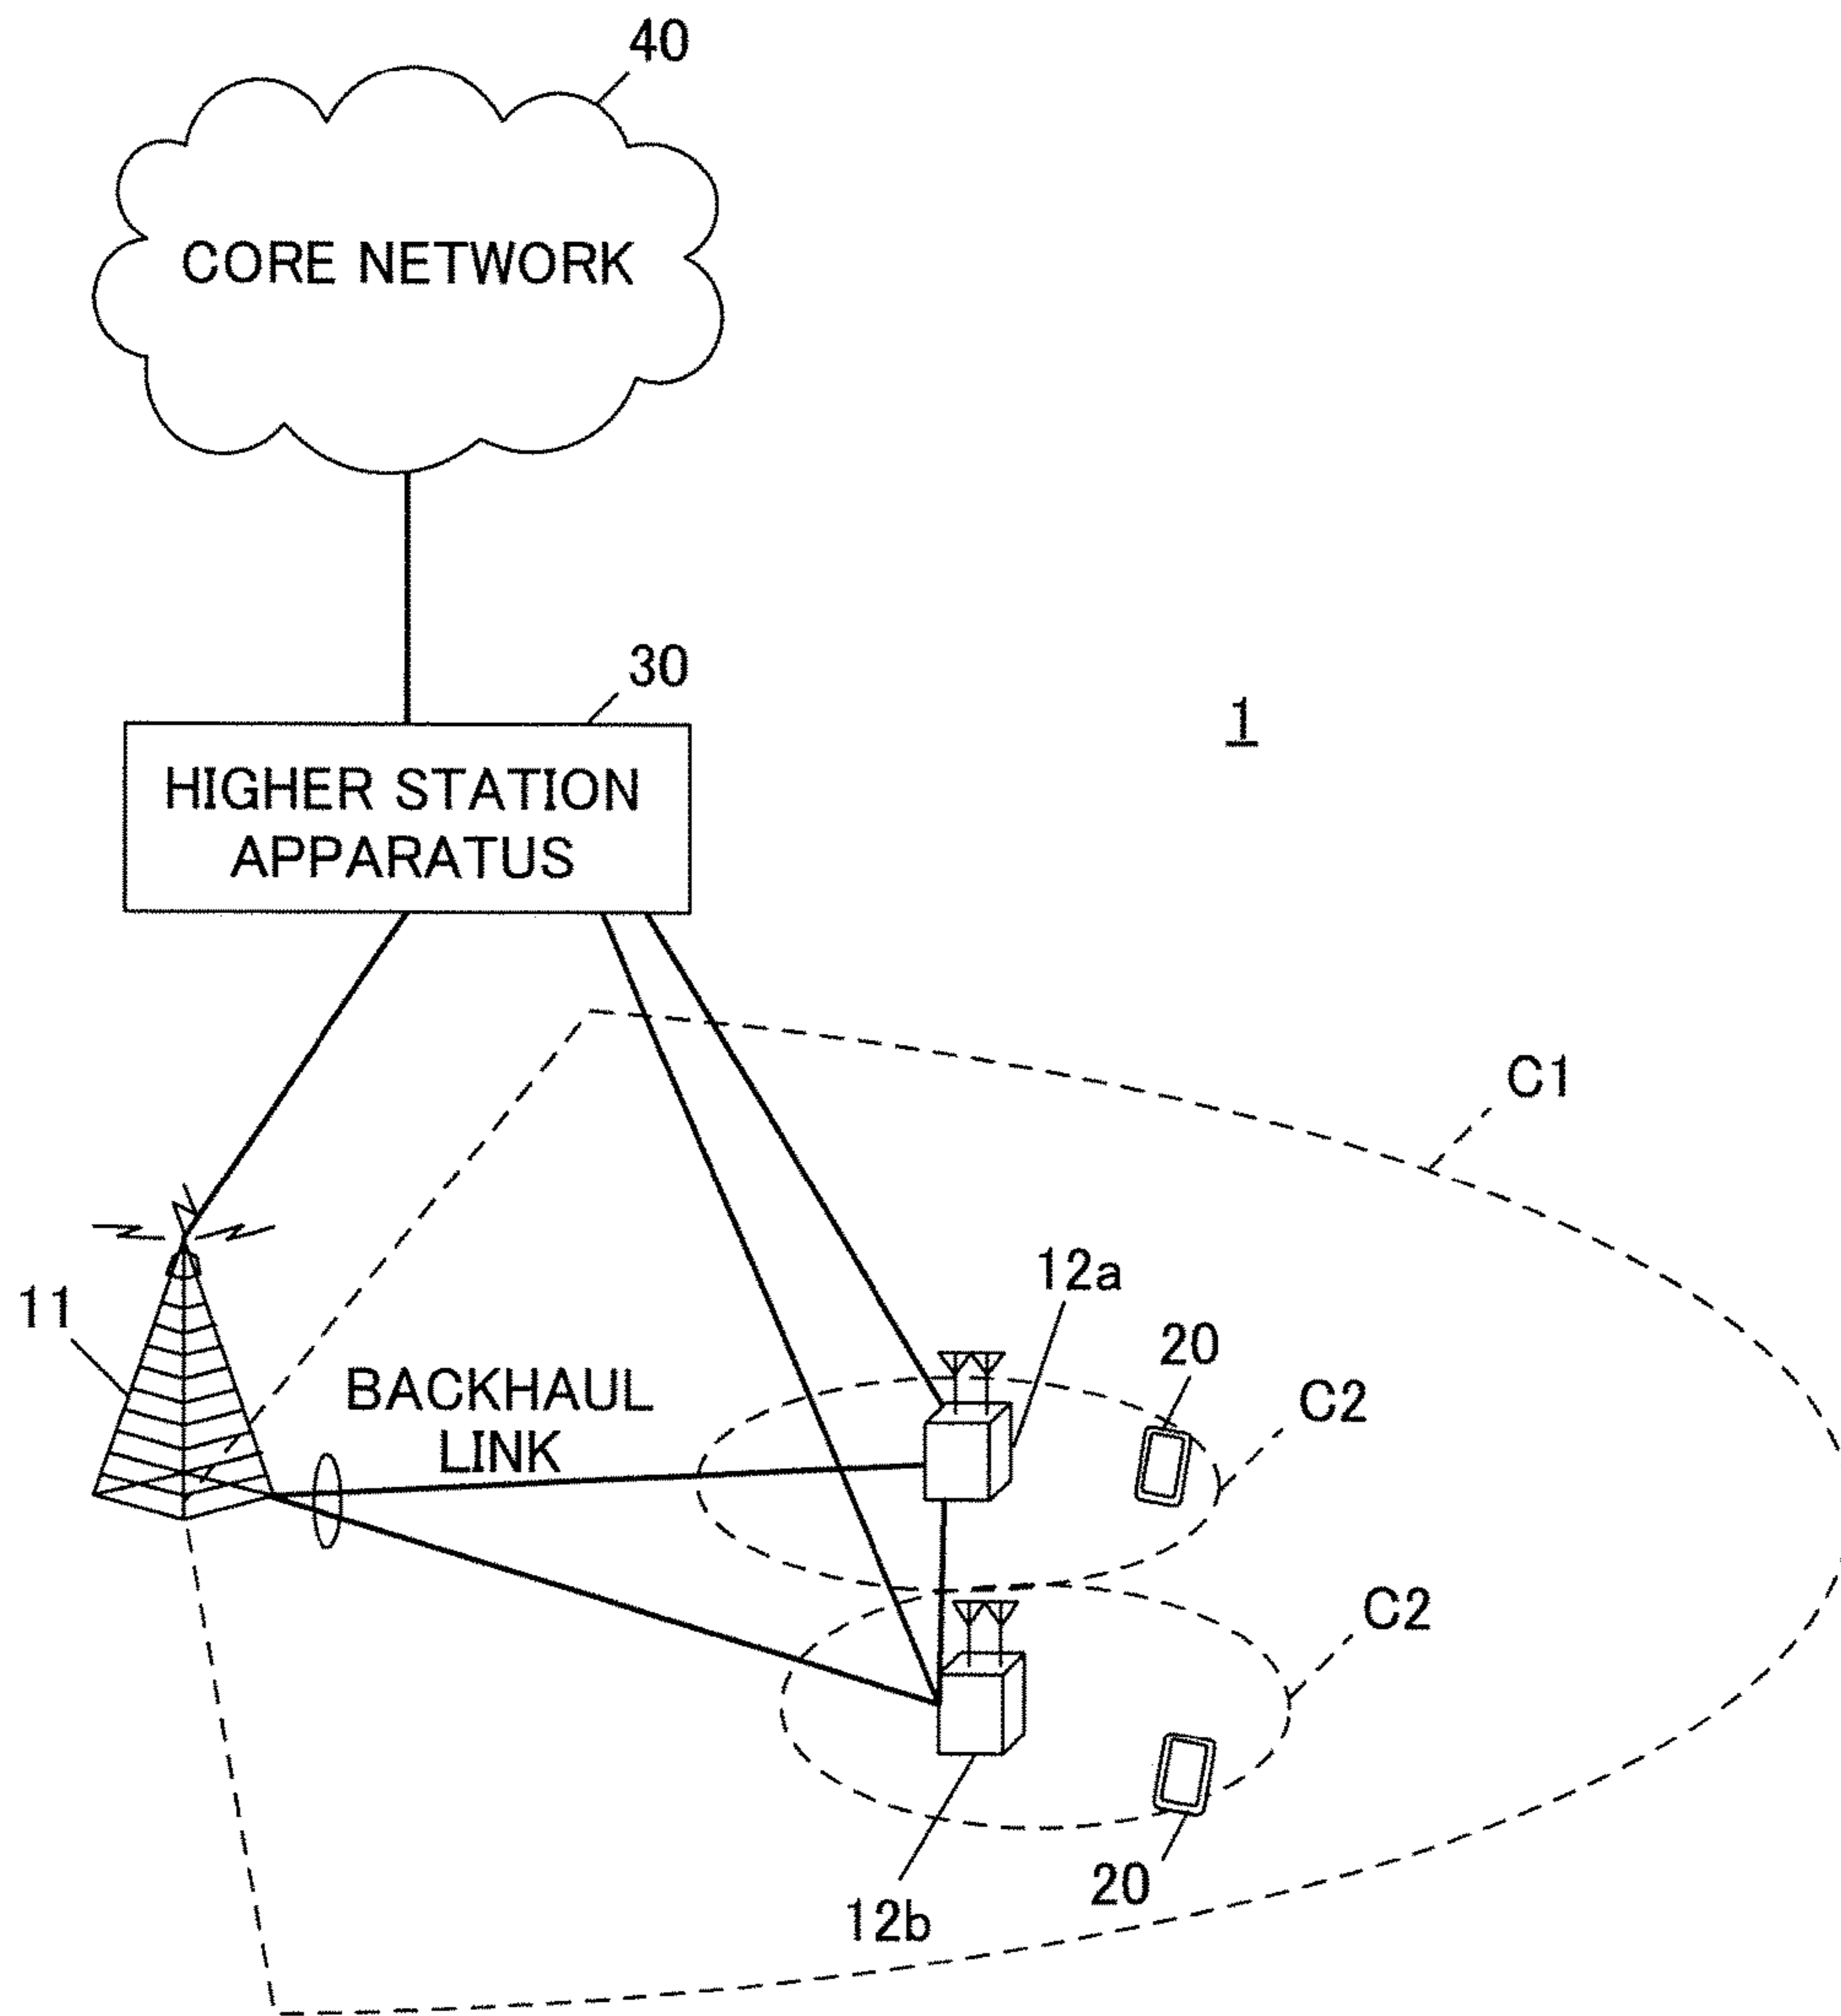 40
CORE NETWORK
30
1
HIGHER STATION
APPARATUS
C1
12a
11
20
BACKHAUL
LINK
C2
C2
20
12b